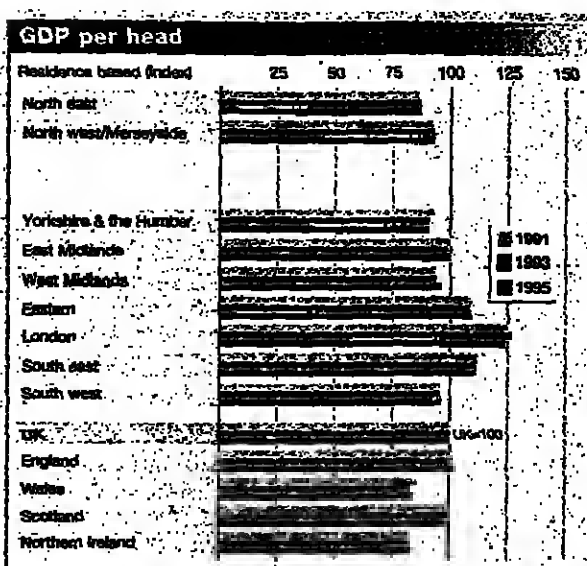 GDP per head
Residence based (Index) 25 50 75 100 125 150
North east
North west/Merseyside
Yorkshire & the Humber
East Midlands
West Midlands
Eastern
London
South east
South west
1991
1993
1995
UK UK=100
England
Wales
Scotland
Northern Ireland